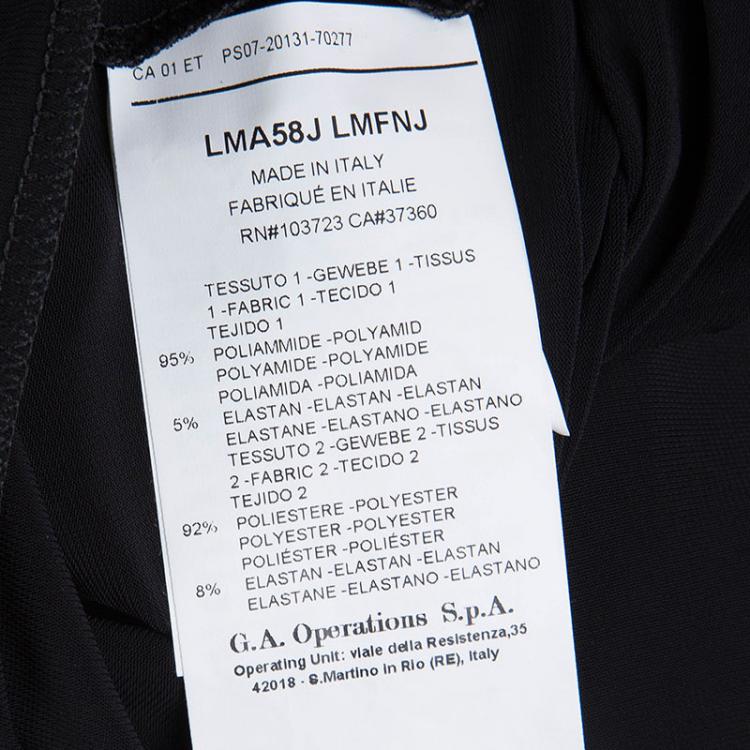 CA 01 ET PS07-20131-70277
LMA58J LMFNJ
MADE IN ITALY
FABRIQUÉ EN ITALIE
RN#103723 CA#37360
TESSUTO 1 -GEWEBE 1 -TISSUS
1 -FABRIC 1 -TECIDO 1
TEJIDO 1
95% POLIAMMIDE -POLYAMID
POLYAMIDE -POLYAMIDE
POLIAMIDA -POLIAMIDA
5% ELASTAN -ELASTAN -ELASTAN
ELASTANE -ELASTANO -ELASTANO
TESSUTO 2 -GEWEBE 2 -TISSUS
2 -FABRIC 2 -TECIDO 2
TEJIDO 2
92% POLIESTERE -POLYESTER
POLYESTER -POLYESTER
POLIÉSTER -POLIÉSTER
8% ELASTAN -ELASTAN -ELASTAN
ELASTANE -ELASTANO -ELASTANO
G.A. Operations S.p.A.
Operating Unit: viale della Resistenza,35
42018 - S.Martino in Rio (RE), Italy